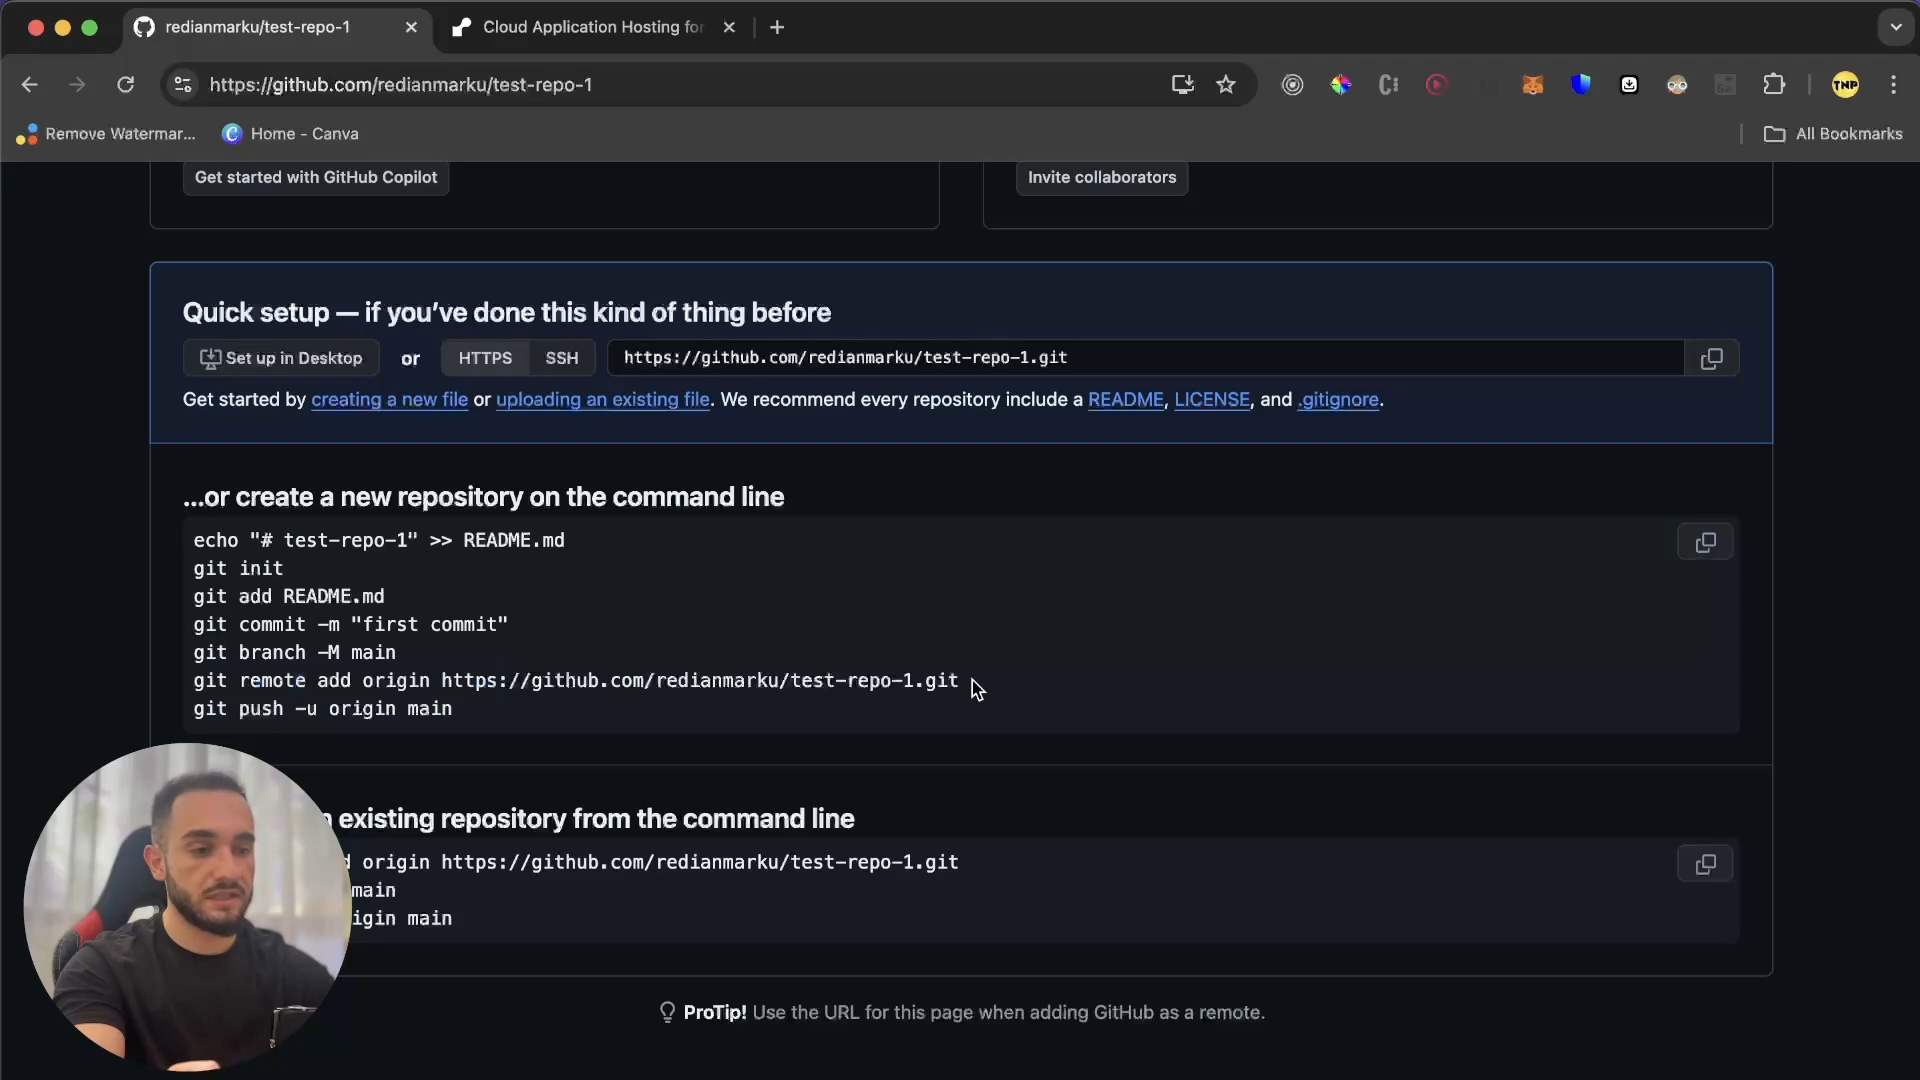 redianmarku/test-repo-1
Cloud Application Hosting for
https://github.com/redianmarku/test-repo-1
TNP
Remove Watermar...
Home - Canva
All Bookmarks
Get started with GitHub Copilot
Invite collaborators
Quick setup — if you’ve done this kind of thing before
Set up in Desktop or HTTPS SSH https://github.com/redianmarku/test-repo-1.git
Get started by creating a new file or uploading an existing file. We recommend every repository include a README, LICENSE, and .gitignore.
...or create a new repository on the command line
echo "# test-repo-1" >> README.md
git init
git add README.md
git commit -m "first commit"
git branch -M main
git remote add origin https://github.com/redianmarku/test-repo-1.git
git push -u origin main
existing repository from the command line
origin https://github.com/redianmarku/test-repo-1.git
main
igin main
ProTip! Use the URL for this page when adding GitHub as a remote.